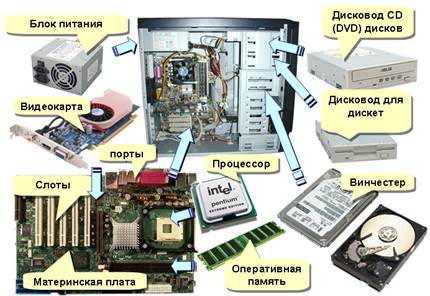 Блок питания
Дисковод CD
(DVD) дисков
Видеокарта
Дисковод для
дискет
порты
Процессор
Слоты
intel
pentium
Винчестер
Материнская плата
Оперативная
память